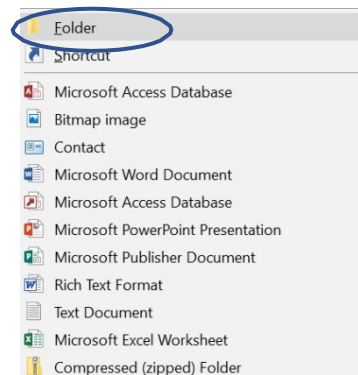 Folder
Shortcut
Microsoft Access Database
Bitmap image
Contact
Microsoft Word Document
Microsoft Access Database
Microsoft PowerPoint Presentation
Microsoft Publisher Document
Rich Text Format
Text Document
Microsoft Excel Worksheet
Compressed (zipped) Folder